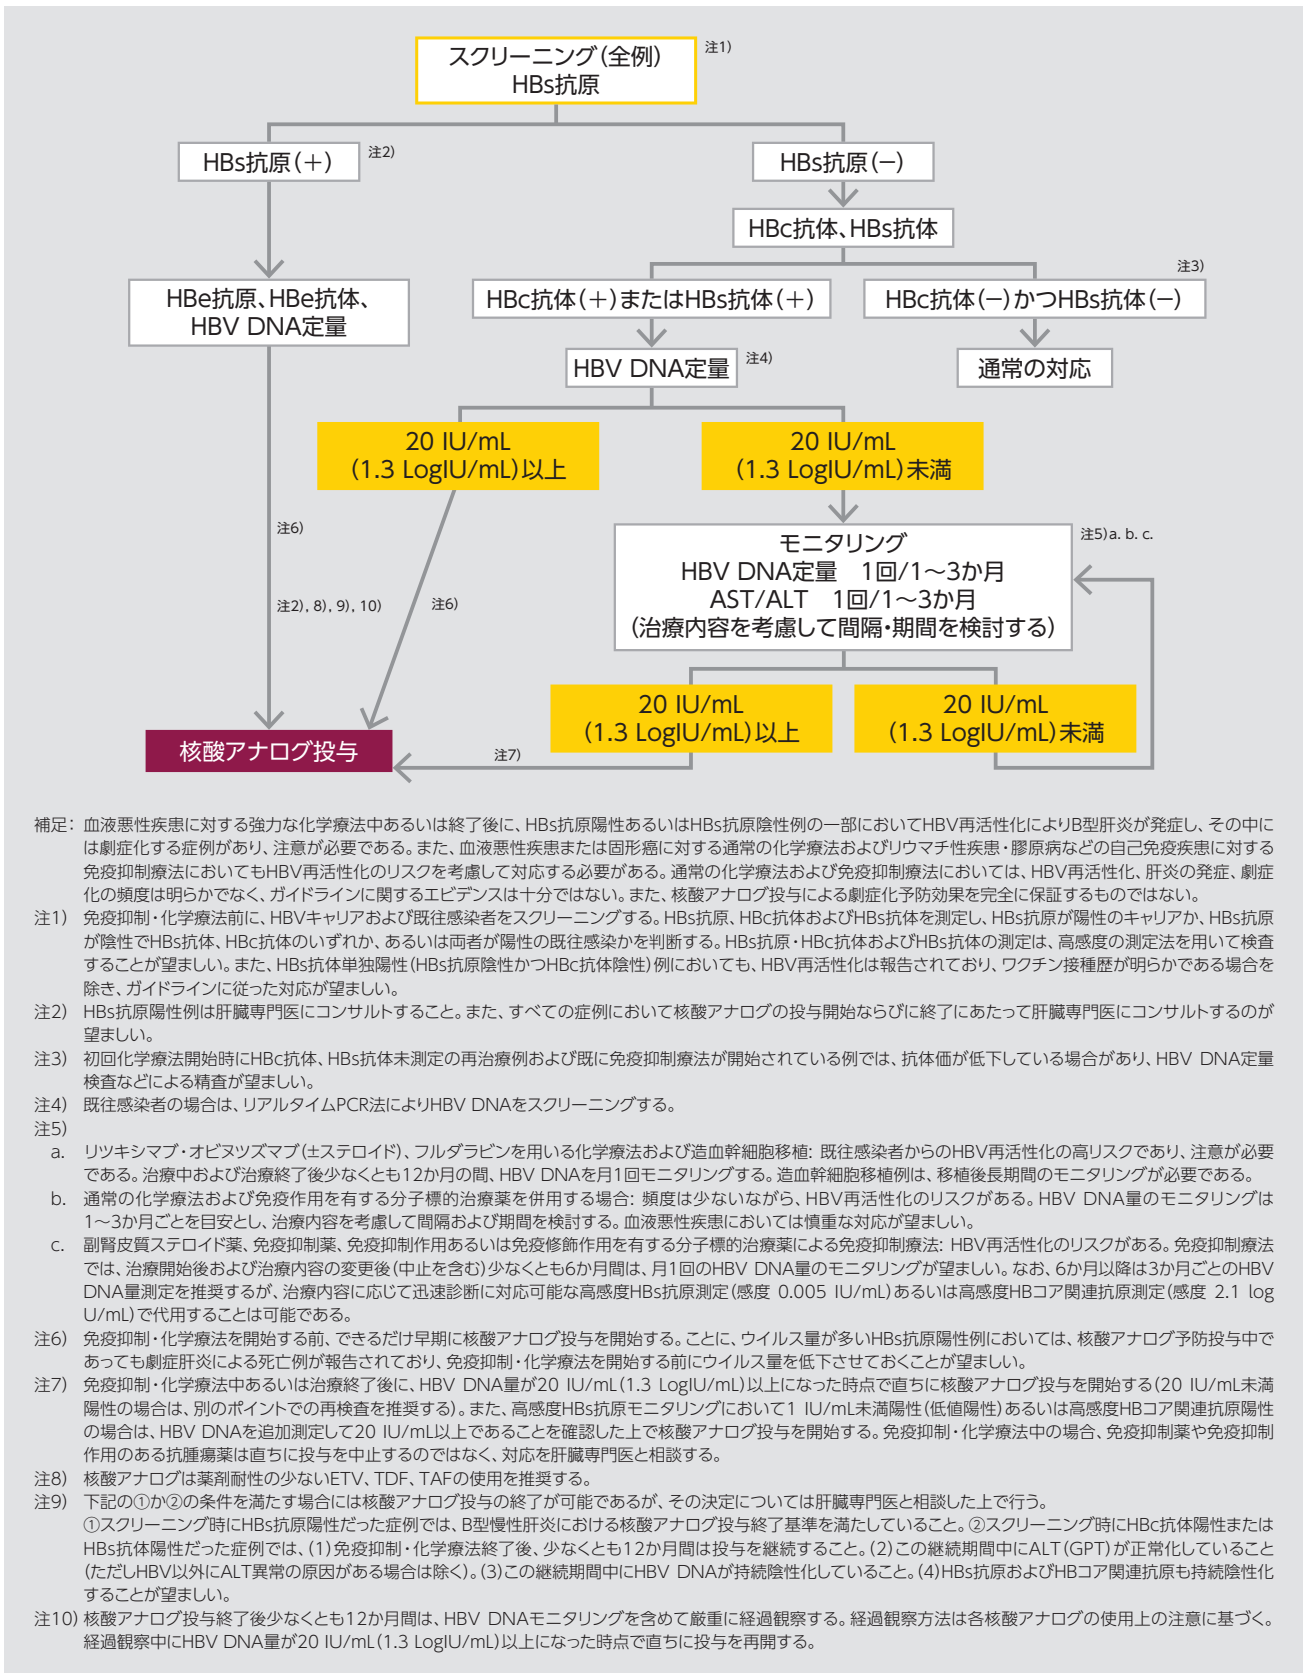 スクリーニング（全例）
HBs抗原
注1）
HBs抗原（＋）
注2）
HBs抗原（−）
HBc抗体、HBs抗体
HBe抗原、HBe抗体、
HBV DNA定量
HBc抗体（＋）またはHBs抗体（＋）
注3）
HBc抗体（−）かつHBs抗体（−）
HBV DNA定量
注4）
通常の対応
20 IU/mL
（1.3 LogIU/mL）以上
20 IU/mL
（1.3 LogIU/mL）未満
注6）
注2）, 8）, 9）, 10）
注6）
モニタリング
HBV DNA定量　1回/1〜3か月
AST/ALT　1回/1〜3か月
（治療内容を考慮して間隔・期間を検討する）
注5）a. b. c.
20 IU/mL
（1.3 LogIU/mL）以上
20 IU/mL
（1.3 LogIU/mL）未満
核酸アナログ投与
注7）
補足： 血液悪性疾患に対する強力な化学療法中あるいは終了後に、HBs抗原陽性あるいはHBs抗原陰性例の一部においてHBV再活性化によりB型肝炎が発症し、その中に
は劇症化する症例があり、注意が必要である。また、血液悪性疾患または固形癌に対する通常の化学療法およびリウマチ性疾患・膠原病などの自己免疫疾患に対する
免疫抑制療法においてもHBV再活性化のリスクを考慮して対応する必要がある。通常の化学療法および免疫抑制療法においては、HBV再活性化、肝炎の発症、劇症
化の頻度は明らかでなく、ガイドラインに関するエビデンスは十分ではない。また、核酸アナログ投与による劇症化予防効果を完全に保証するものではない。
注1） 免疫抑制・化学療法前に、HBVキャリアおよび既往感染者をスクリーニングする。HBs抗原、HBc抗体およびHBs抗体を測定し、HBs抗原が陽性のキャリアか、HBs抗原
が陰性でHBs抗体、HBc抗体のいずれか、あるいは両者が陽性の既往感染かを判断する。HBs抗原・HBc抗体およびHBs抗体の測定は、高感度の測定法を用いて検査
することが望ましい。また、HBs抗体単独陽性（HBs抗原陰性かつHBc抗体陰性）例においても、HBV再活性化は報告されており、ワクチン接種歴が明らかである場合を
除き、ガイドラインに従った対応が望ましい。
注2） HBs抗原陽性例は肝臓専門医にコンサルトすること。また、すべての症例において核酸アナログの投与開始ならびに終了にあたって肝臓専門医にコンサルトするのが
望ましい。
注3） 初回化学療法開始時にHBc抗体、HBs抗体未測定の再治療例および既に免疫抑制療法が開始されている例では、抗体価が低下している場合があり、HBV DNA定量
検査などによる精査が望ましい。
注4） 既往感染者の場合は、リアルタイムPCR法によりHBV DNAをスクリーニングする。
注5）
a. リツキシマブ・オビヌツズマブ（±ステロイド）、フルダラビンを用いる化学療法および造血幹細胞移植： 既往感染者からのHBV再活性化の高リスクであり、注意が必要
である。治療中および治療終了後少なくとも12か月の間、HBV DNAを月1回モニタリングする。造血幹細胞移植例は、移植後長期間のモニタリングが必要である。
b. 通常の化学療法および免疫作用を有する分子標的治療薬を併用する場合： 頻度は少ないながら、HBV再活性化のリスクがある。HBV DNA量のモニタリングは
1〜3か月ごとを目安とし、治療内容を考慮して間隔および期間を検討する。血液悪性疾患においては慎重な対応が望ましい。
c. 副腎皮質ステロイド薬、免疫抑制薬、免疫抑制作用あるいは免疫修飾作用を有する分子標的治療薬による免疫抑制療法： HBV再活性化のリスクがある。免疫抑制療法
では、治療開始後および治療内容の変更後（中止を含む）少なくとも6か月間は、月1回のHBV DNA量のモニタリングが望ましい。なお、6か月以降は3か月ごとのHBV
DNA量測定を推奨するが、治療内容に応じて迅速診断に対応可能な高感度HBs抗原測定（感度 0.005 IU/mL）あるいは高感度HBコア関連抗原測定（感度 2.1 log
U/mL）で代用することは可能である。
注6） 免疫抑制・化学療法を開始する前、できるだけ早期に核酸アナログ投与を開始する。ことに、ウイルス量が多いHBs抗原陽性例においては、核酸アナログ予防投与中で
あっても劇症肝炎による死亡例が報告されており、免疫抑制・化学療法を開始する前にウイルス量を低下させておくことが望ましい。
注7） 免疫抑制・化学療法中あるいは治療終了後に、HBV DNA量が20 IU/mL（1.3 LogIU/mL）以上になった時点で直ちに核酸アナログ投与を開始する（20 IU/mL未満
陽性の場合は、別のポイントでの再検査を推奨する）。また、高感度HBs抗原モニタリングにおいて1 IU/mL未満陽性（低値陽性）あるいは高感度HBコア関連抗原陽性
の場合は、HBV DNAを追加測定して20 IU/mL以上であることを確認した上で核酸アナログ投与を開始する。免疫抑制・化学療法中の場合、免疫抑制薬や免疫抑制
作用のある抗腫瘍薬は直ちに投与を中止するのではなく、対応を肝臓専門医と相談する。
注8） 核酸アナログは薬剤耐性の少ないETV、TDF、TAFの使用を推奨する。
注9） 下記の①か②の条件を満たす場合には核酸アナログ投与の終了が可能であるが、その決定については肝臓専門医と相談した上で行う。
①スクリーニング時にHBs抗原陽性だった症例では、B型慢性肝炎における核酸アナログ投与終了基準を満たしていること。②スクリーニング時にHBc抗体陽性または
HBs抗体陽性だった症例では、（1）免疫抑制・化学療法終了後、少なくとも12か月間は投与を継続すること。（2）この継続期間中にALT（GPT）が正常化していること
（ただしHBV以外にALT異常の原因がある場合は除く）。（3）この継続期間中にHBV DNAが持続陰性化していること。（4）HBs抗原およびHBコア関連抗原も持続陰性化
することが望ましい。
注10） 核酸アナログ投与終了後少なくとも12か月間は、HBV DNAモニタリングを含めて厳重に経過観察する。経過観察方法は各核酸アナログの使用上の注意に基づく。
経過観察中にHBV DNA量が20 IU/mL（1.3 LogIU/mL）以上になった時点で直ちに投与を再開する。